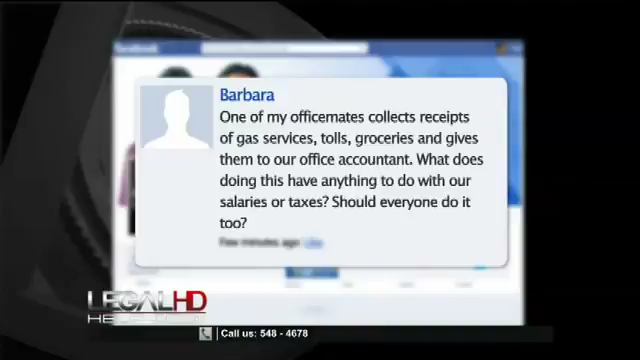 Barbara
One of my officemates collects receipts
of gas services, tolls, groceries and gives
them to our office accountant. What does
doing this have anything to do with our
salaries or taxes? Should everyone do it
too?
Few minutes ago Like
LEGALHD
Call us: 548 - 4678